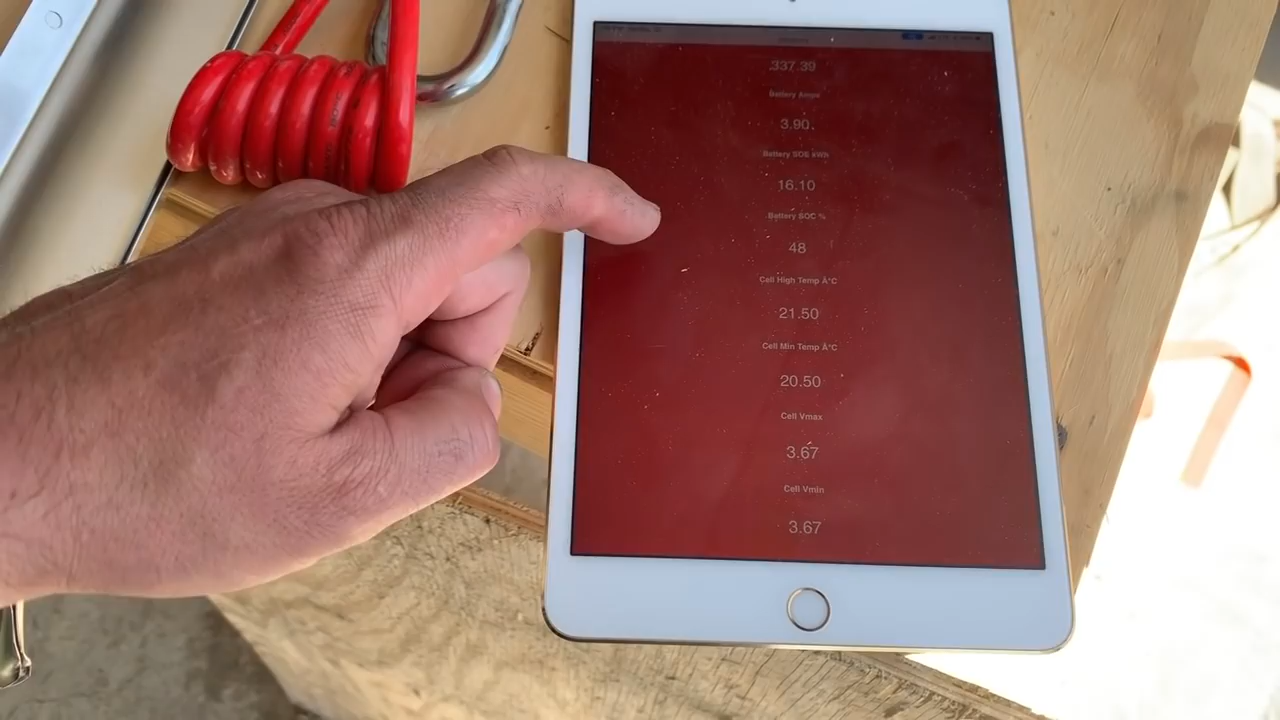 337.39
Battery Amps
3.90
Battery SOE kWh
16.10
Battery SOC %
48
Cell High Temp Â°C
21.50
Cell Min Temp Â°C
20.50
Cell Vmax
3.67
Cell Vmin
3.67